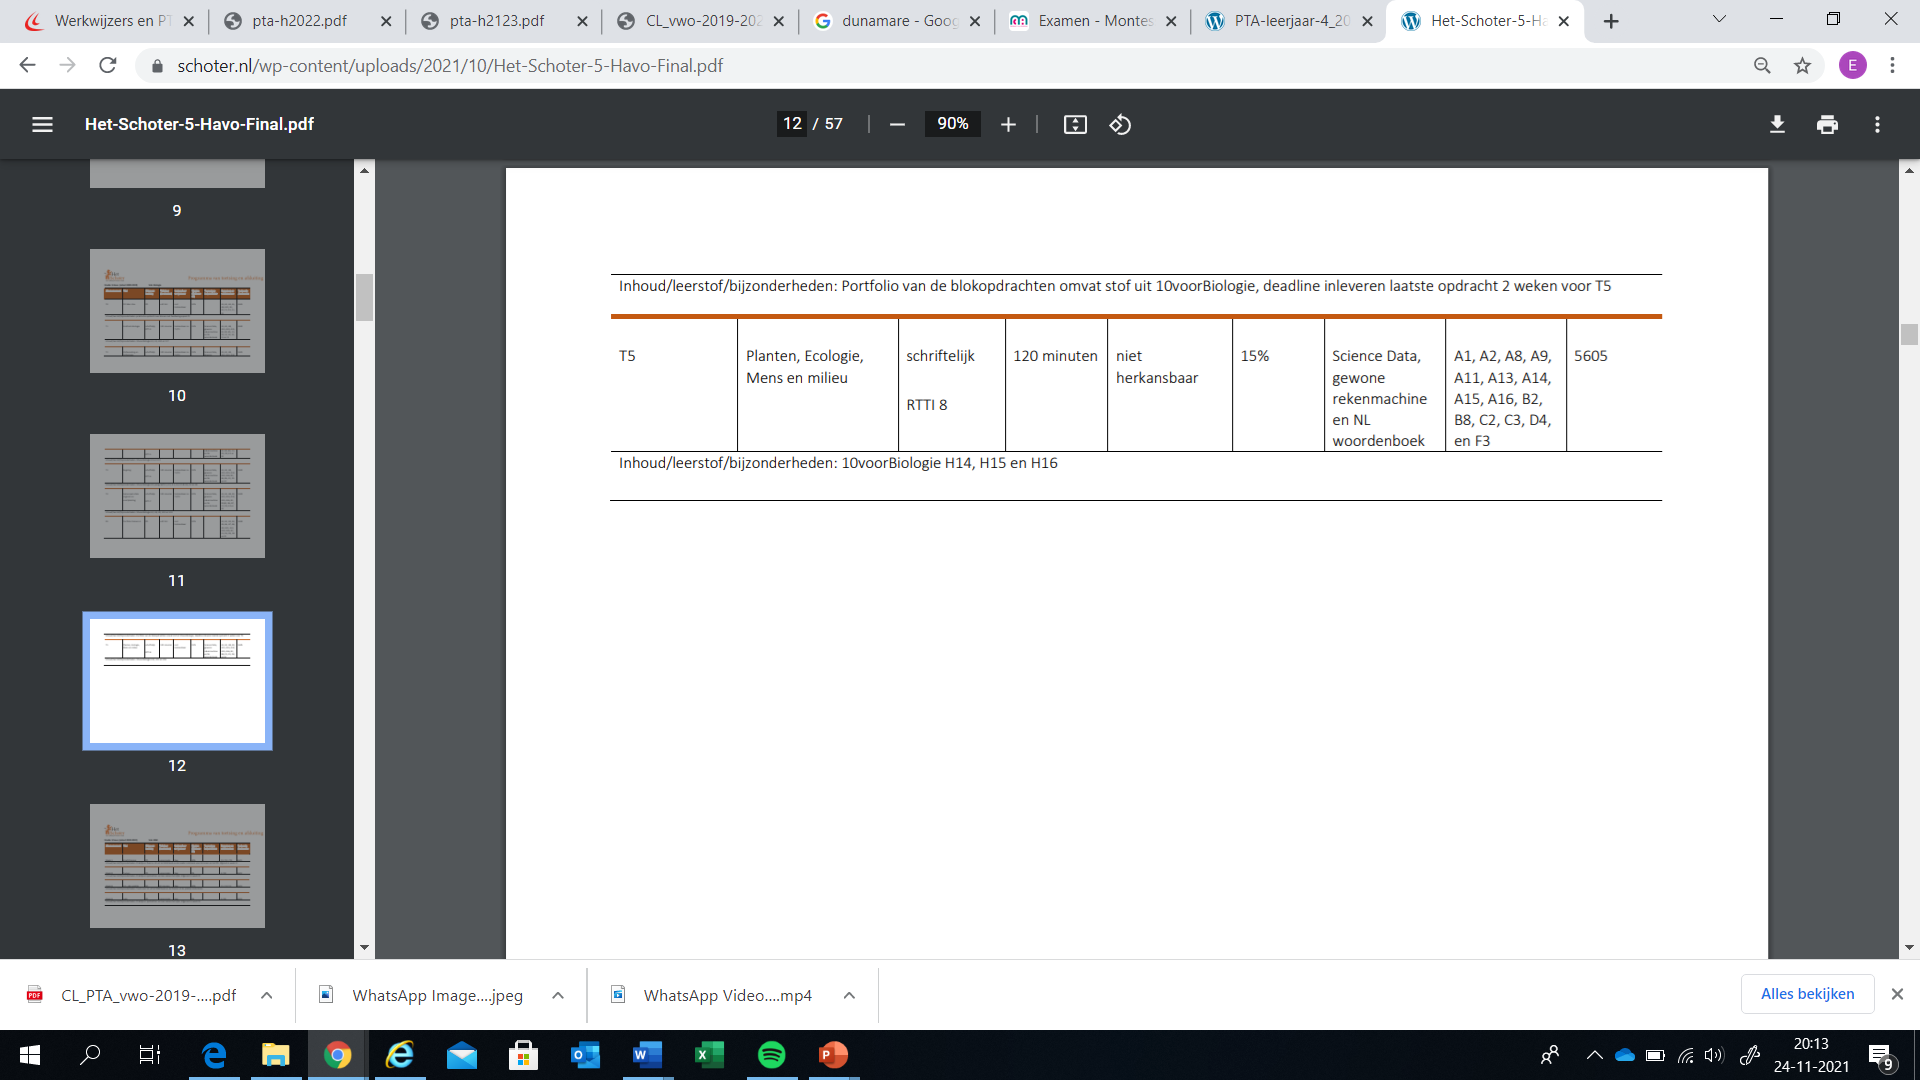 Werkwijzers en PT
pta-h2022.pdf
pta-h2123.pdf
CL_vwo-2019-202
dunamare - Goog
Examen - Montes
PTA-leerjaar-4_20
Het-Schoter-5-Ha
schoter.nl/wp-content/uploads/2021/10/Het-Schoter-5-Havo-Final.pdf
E
Het-Schoter-5-Havo-Final.pdf
12 / 57
90%
9
10
11
12
13
Inhoud/leerstof/bijzonderheden: Portfolio van de blokopdrachten omvat stof uit 10voorBiologie, deadline inleveren laatste opdracht 2 weken voor T5
T5
Planten, Ecologie,
Mens en milieu
schriftelijk
RTTI 8
120 minuten
niet
herkansbaar
15%
Science Data,
gewone
rekenmachine
en NL
woordenboek
A1, A2, A8, A9,
A11, A13, A14,
A15, A16, B2,
B8, C2, C3, D4,
en F3
5605
Inhoud/leerstof/bijzonderheden: 10voorBiologie H14, H15 en H16
CL_PTA_vwo-2019-....pdf
WhatsApp Image....jpeg
WhatsApp Video....mp4
Alles bekijken
20:13
24-11-2021
9